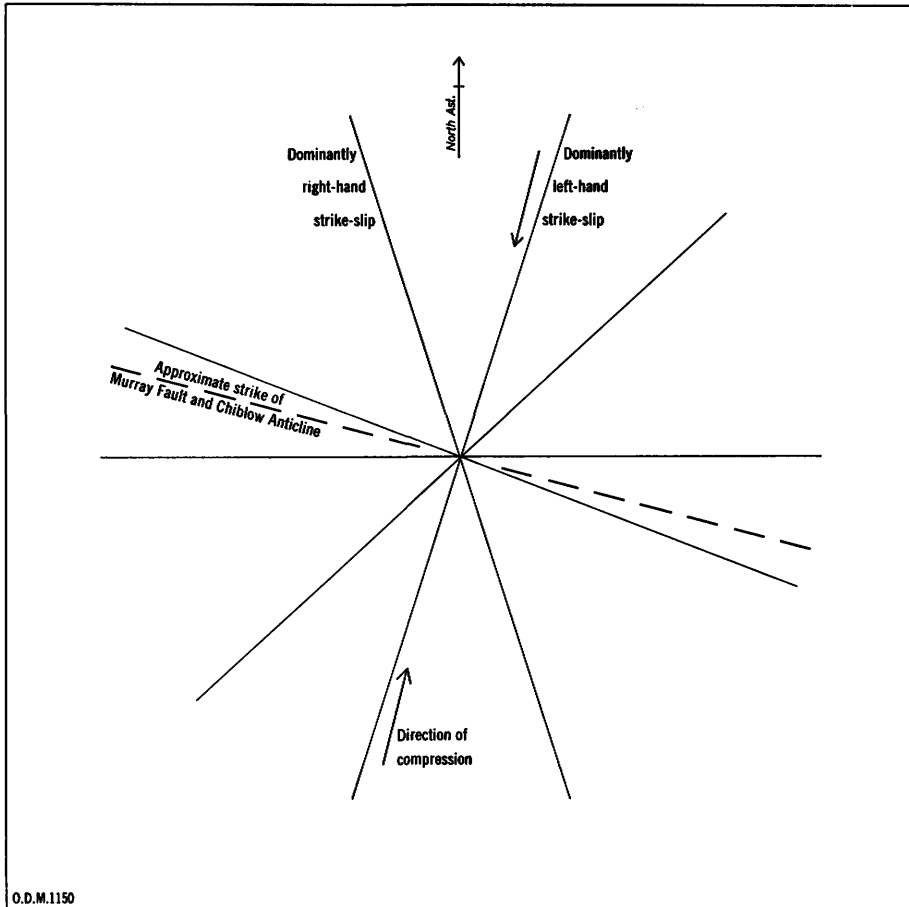 North Ast.
Dominantly
right-hand
strike-slip
Dominantly
left-hand
strike-slip
Approximate strike of
Murray Fault and Chiblow Anticline
Direction of
compression
O.D.M.1150